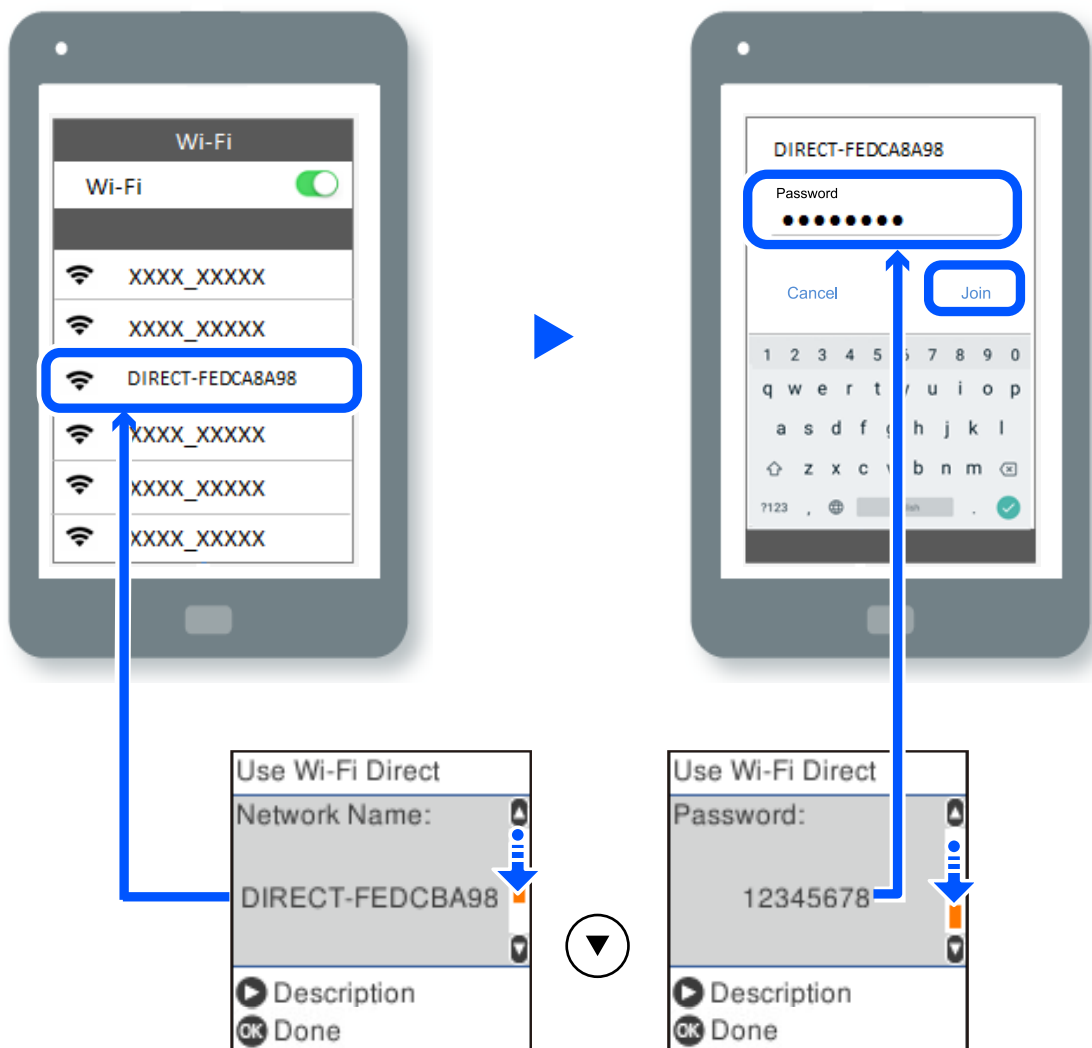 Wi-Fi
Wi-Fi
XXXX_XXXXX
XXXX_XXXXX
DIRECT-FEDCA8A98
XXXX_XXXXX
XXXX_XXXXX
XXXX_XXXXX
DIRECT-FEDCA8A98
Password
●●●●●●●●
Cancel Join
1 2 3 4 5 7 8 9 0
q w e r t u i o p
a s d f h j k l
z x c b n m
?123 , .
Use Wi-Fi Direct
Network Name:
DIRECT-FEDCBA98
Description
OK Done
Use Wi-Fi Direct
Password:
12345678
Description
OK Done